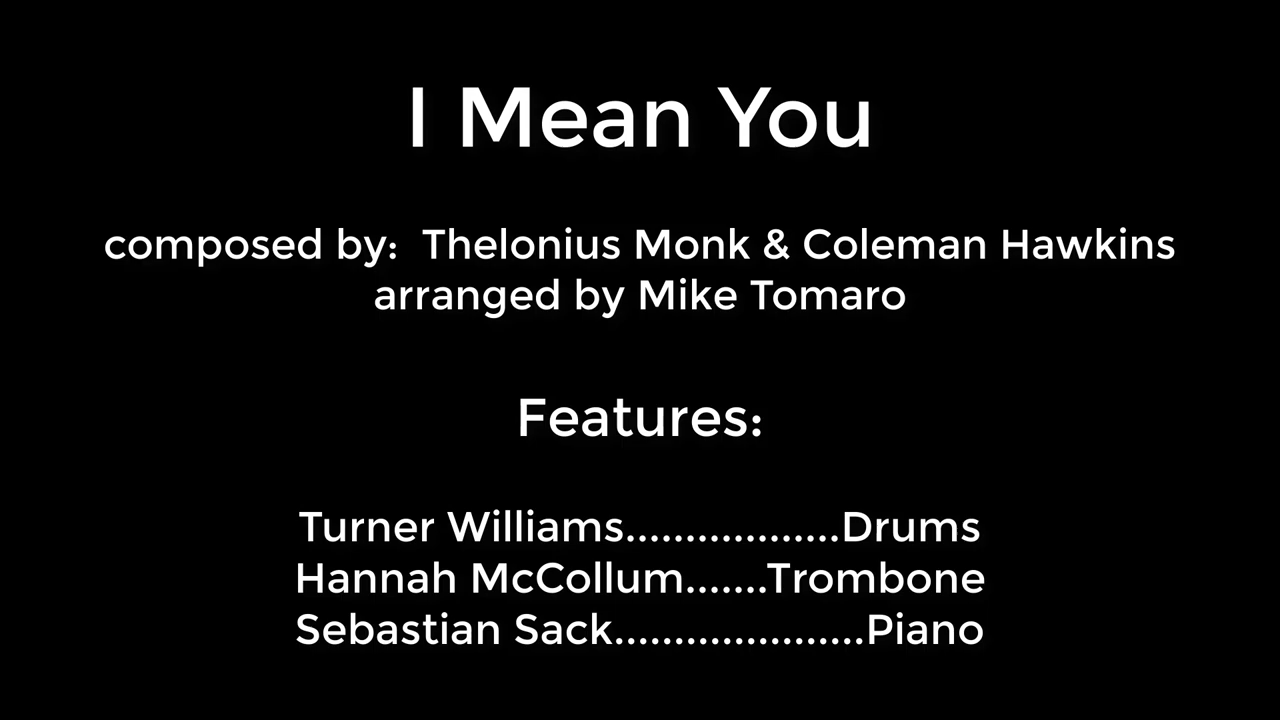 I Mean You
composed by:  Thelonius Monk & Coleman Hawkins
arranged by Mike Tomaro
Features:
Turner Williams..................Drums
Hannah McCollum.......Trombone
Sebastian Sack.....................Piano